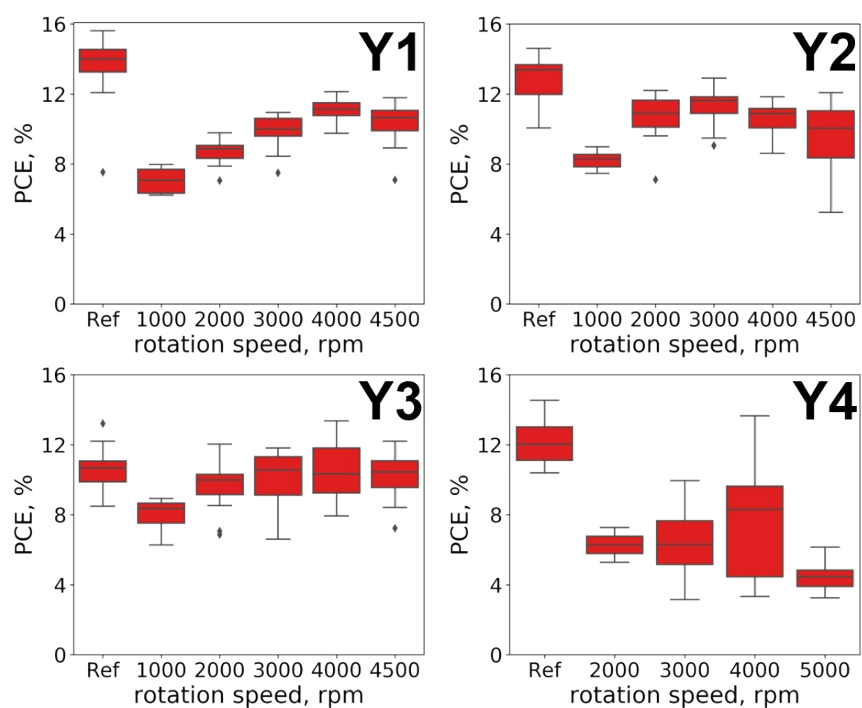 Y1
PCE, %
16
12
8
4
0
Ref 1000 2000 3000 4000 4500
rotation speed, rpm
Y2
PCE, %
16
12
8
4
0
Ref 1000 2000 3000 4000 4500
rotation speed, rpm
Y3
PCE, %
16
12
8
4
0
Ref 1000 2000 3000 4000 4500
rotation speed, rpm
Y4
PCE, %
16
12
8
4
0
Ref 2000 3000 4000 5000
rotation speed, rpm